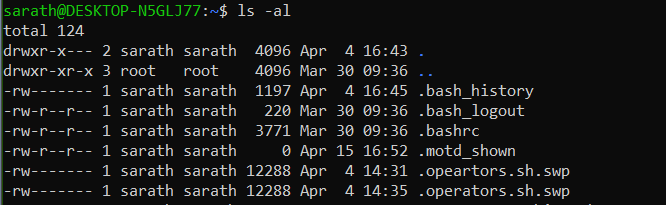 sarath@DESKTOP-N5GLJ77:~$ ls -al
total 124
drwxr-x--- 2 sarath sarath  4096 Apr  4 16:43 .
drwxr-xr-x 3 root   root    4096 Mar 30 09:36 ..
-rw------- 1 sarath sarath  1197 Apr  4 16:45 .bash_history
-rw-r--r-- 1 sarath sarath   220 Mar 30 09:36 .bash_logout
-rw-r--r-- 1 sarath sarath  3771 Mar 30 09:36 .bashrc
-rw-r--r-- 1 sarath sarath     0 Apr 15 16:52 .motd_shown
-rw------- 1 sarath sarath 12288 Apr  4 14:31 .opeartors.sh.swp
-rw------- 1 sarath sarath 12288 Apr  4 14:35 .operators.sh.swp